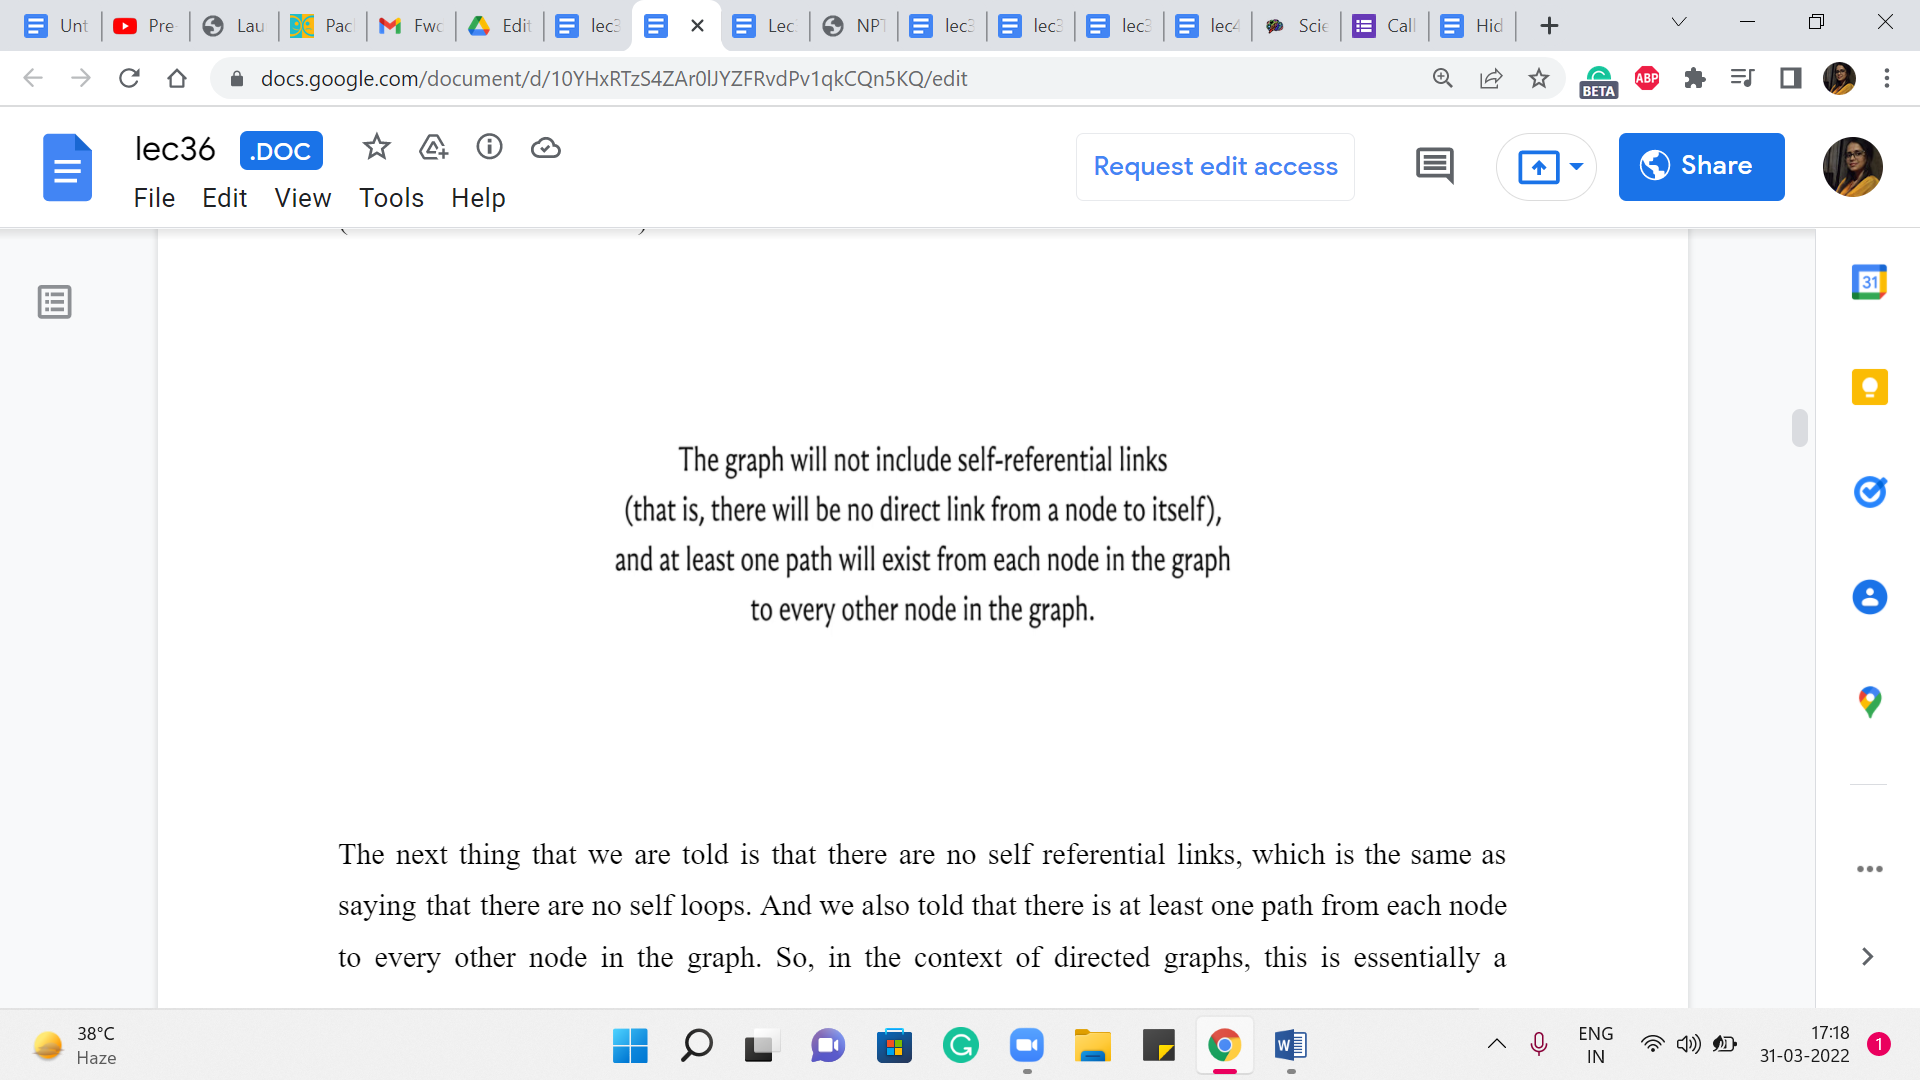 Unt
Pre
Lau
Pac
Fwc
Edit
lec3
Lec
NPT
lec3
lec3
lec3
lec4
Scie
Call
Hid
docs.google.com/document/d/10YHxRTzS4ZAr0lJYZFRvdPv1qkCQn5KQ/edit
BETA
ABP
lec36 .DOC
Request edit access
Share
File Edit View Tools Help
31
The graph will not include self-referential links
(that is, there will be no direct link from a node to itself),
and at least one path will exist from each node in the graph
to every other node in the graph.
The next thing that we are told is that there are no self referential links, which is the same as
saying that there are no self loops. And we also told that there is at least one path from each node
to every other node in the graph. So, in the context of directed graphs, this is essentially a
38°C
Haze
ENG
IN
17:18
31-03-2022
1